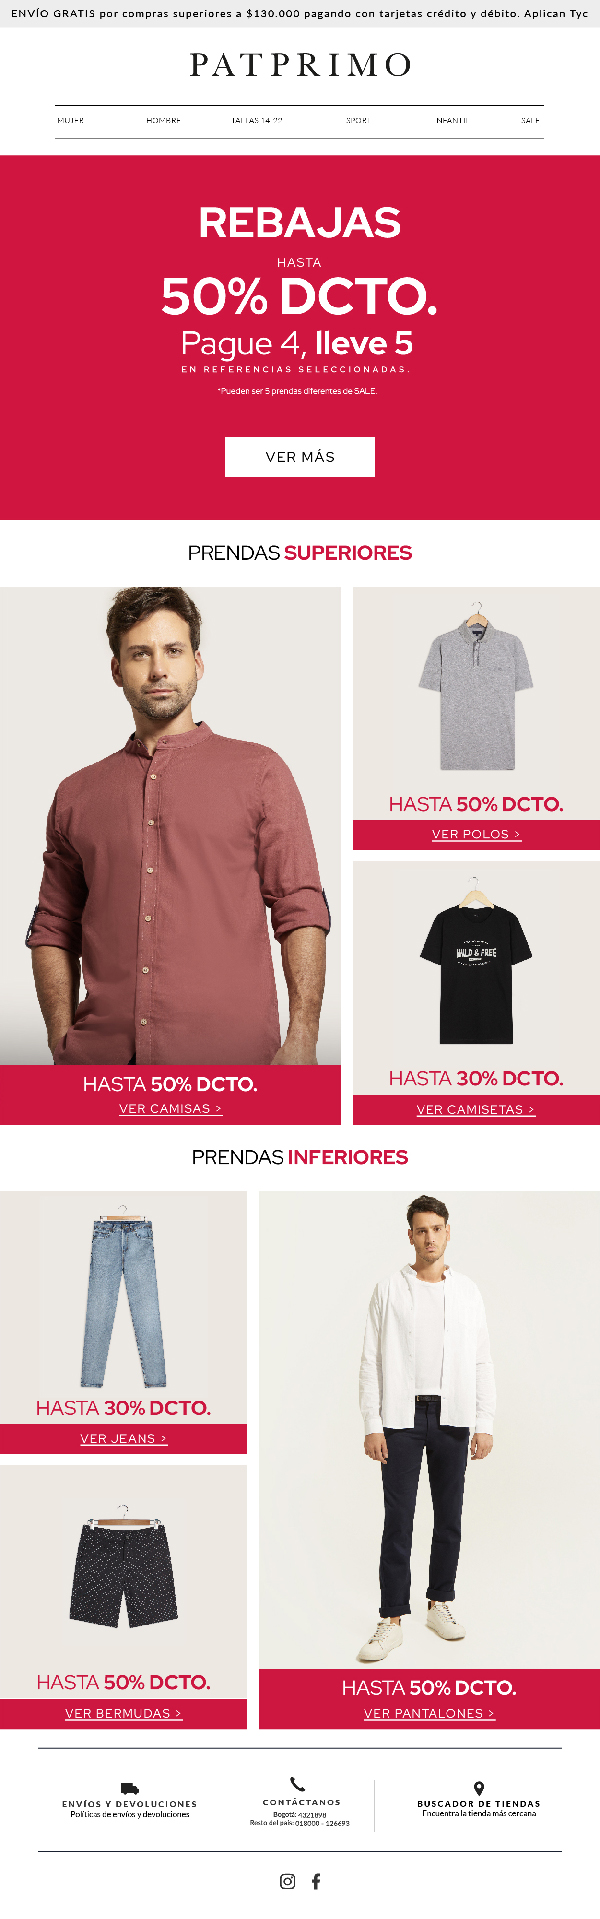 ENVÍO GRATIS por compras superiores a $130.000 pagando con tarjetas crédito y débito. Aplican Tyc
PATPRIMO
MUJER HOMBRE TALLAS 14-22 SPORT INFANTIL SALE
REBAJAS
HASTA
50% DCTO.
Pague 4, lleve 5
EN REFERENCIAS SELECCIONADAS.
*Pueden ser 5 prendas diferentes de SALE.
VER MÁS
PRENDAS SUPERIORES
HASTA 50% DCTO.
VER POLOS >
WILD & FREE
HASTA 30% DCTO.
VER CAMISETAS >
HASTA 50% DCTO.
VER CAMISAS >
PRENDAS INFERIORES
HASTA 30% DCTO.
VER JEANS >
HASTA 50% DCTO.
VER BERMUDAS >
HASTA 50% DCTO.
VER PANTALONES >
ENVÍOS Y DEVOLUCIONES
Políticas de envíos y devoluciones
CONTÁCTANOS
Bogotá: 4321898
Resto del país: 018000 - 126693
BUSCADOR DE TIENDAS
Encuentra la tienda más cercana